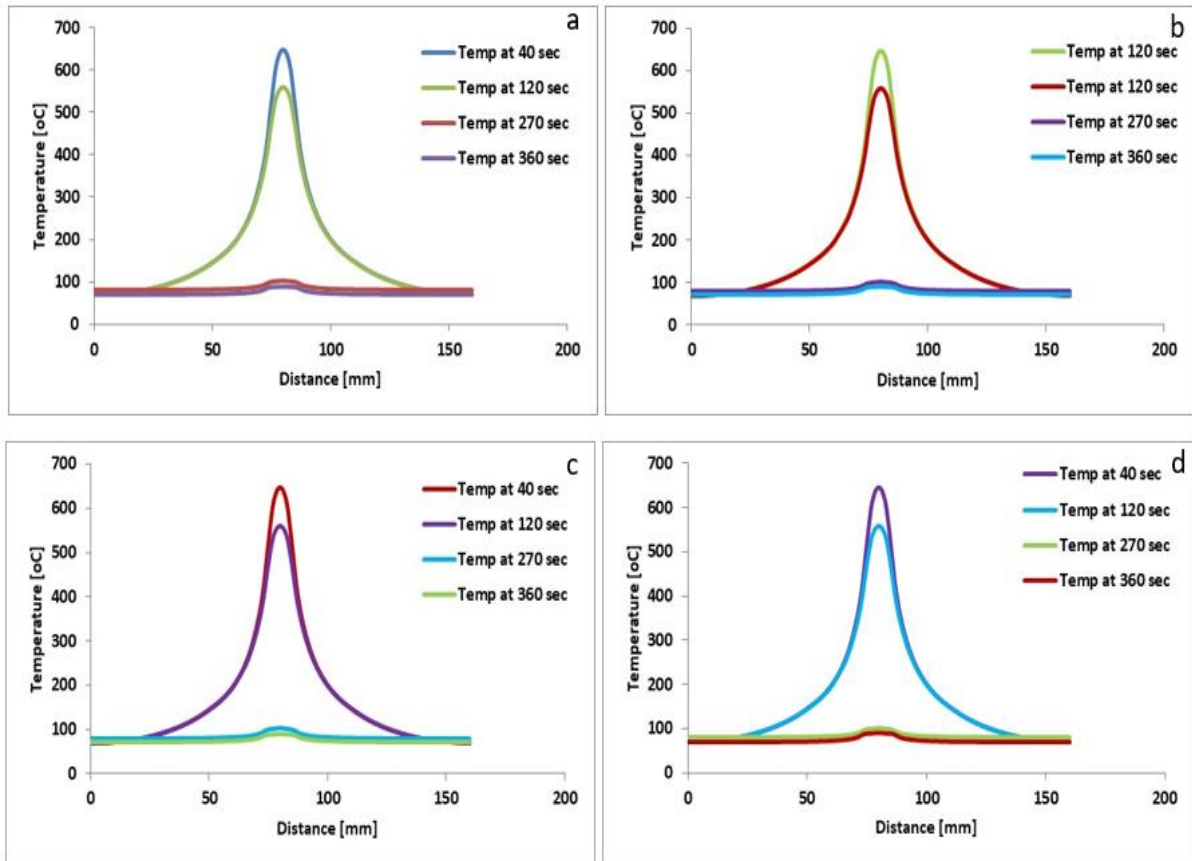 a
700
600
500
400
300
200
100
0
Temperature [oC]
0 50 100 150 200
Distance [mm]
Temp at 40 sec
Temp at 120 sec
Temp at 270 sec
Temp at 360 sec
b
700
600
500
400
300
200
100
0
Temperature [oC]
0 50 100 150 200
Distance [mm]
Temp at 120 sec
Temp at 120 sec
Temp at 270 sec
Temp at 360 sec
c
700
600
500
400
300
200
100
0
Temperature [oC]
0 50 100 150 200
Distance [mm]
Temp at 40 sec
Temp at 120 sec
Temp at 270 sec
Temp at 360 sec
d
700
600
500
400
300
200
100
0
Temperature [oC]
0 50 100 150 200
Distance [mm]
Temp at 40 sec
Temp at 120 sec
Temp at 270 sec
Temp at 360 sec